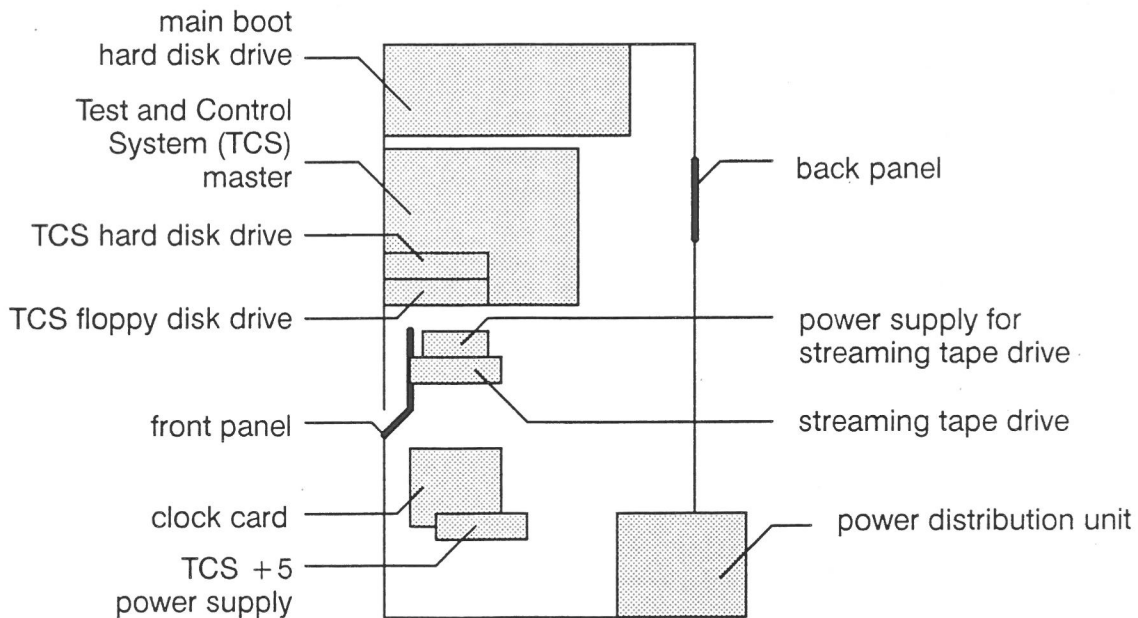 main boot
hard disk drive
Test and Control
System (TCS)
master
TCS hard disk drive
TCS floppy disk drive
front panel
clock card
TCS +5
power supply
back panel
power supply for
streaming tape drive
streaming tape drive
power distribution unit